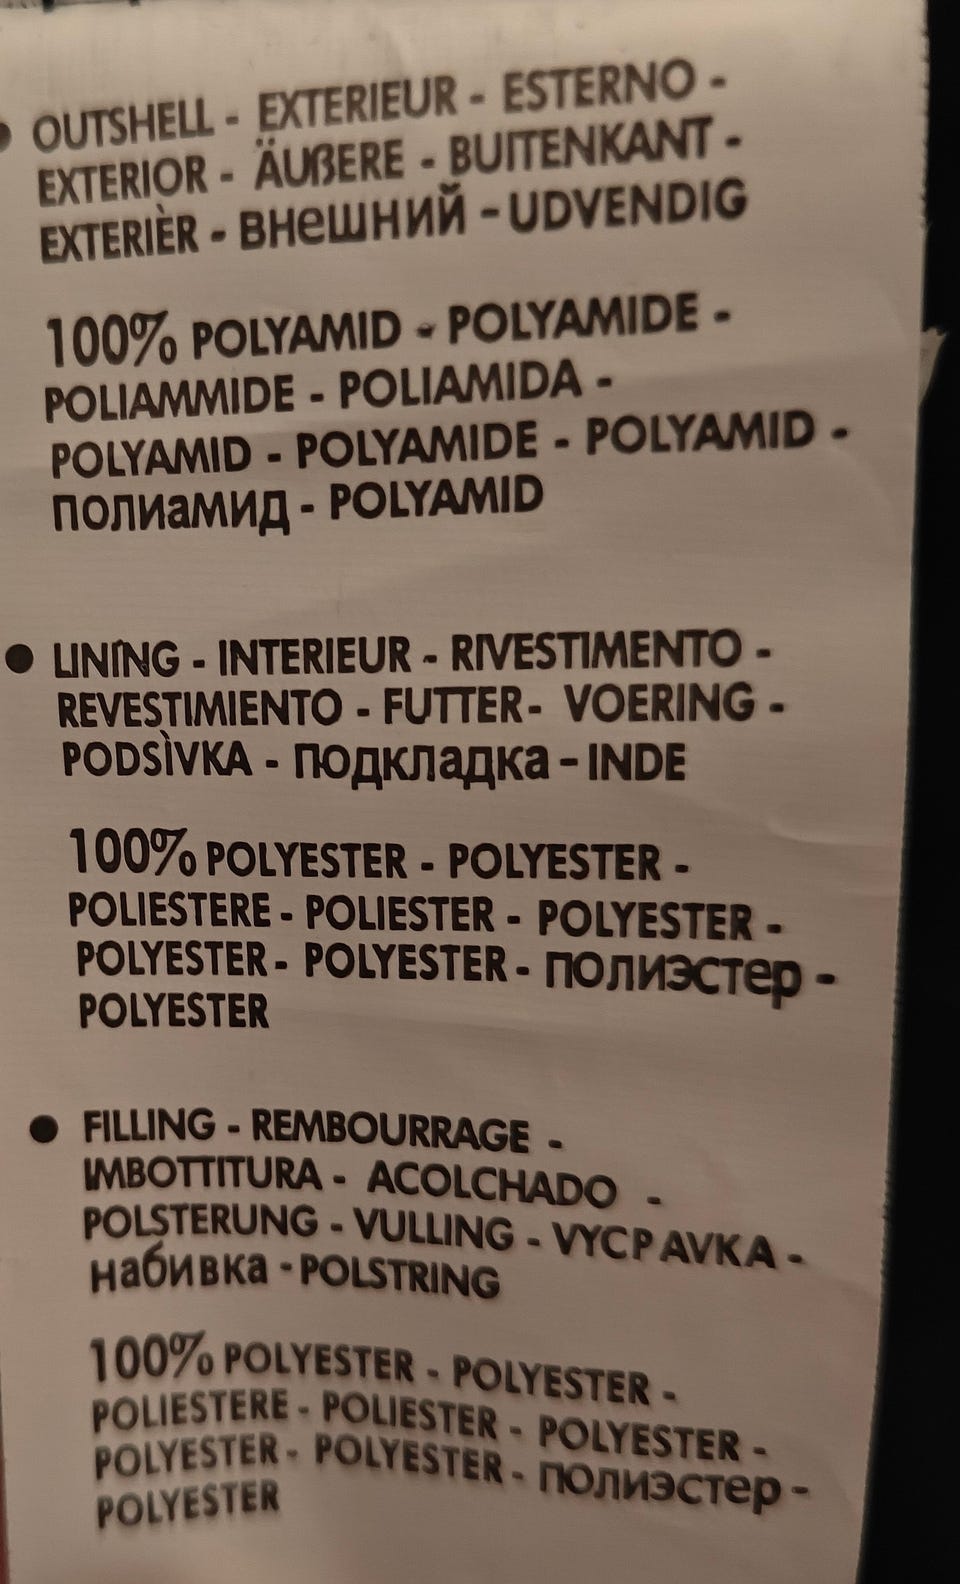 ● OUTSHELL - EXTERIEUR - ESTERNO -
EXTERIOR - ÄUßERE - BUITENKANT -
EXTERIÈR - внешний - UDVENDIG
100% POLYAMID - POLYAMIDE -
POLIAMMIDE - POLIAMIDA -
POLYAMID - POLYAMIDE - POLYAMID -
полиамид - POLYAMID
● LINING - INTERIEUR - RIVESTIMENTO -
REVESTIMIENTO - FUTTER- VOERING -
PODSÌVKA - подкладка - INDE
100% POLYESTER - POLYESTER -
POLIESTERE - POLIESTER - POLYESTER -
POLYESTER - POLYESTER - полиэстер -
POLYESTER
● FILLING - REMBOURRAGE -
IMBOTTITURA - ACOLCHADO -
POLSTERUNG - VULLING - VYCPAVKA -
набивка - POLSTRING
100% POLYESTER - POLYESTER -
POLIESTERE - POLIESTER - POLYESTER -
POLYESTER - POLYESTER - полиэстер -
POLYESTER